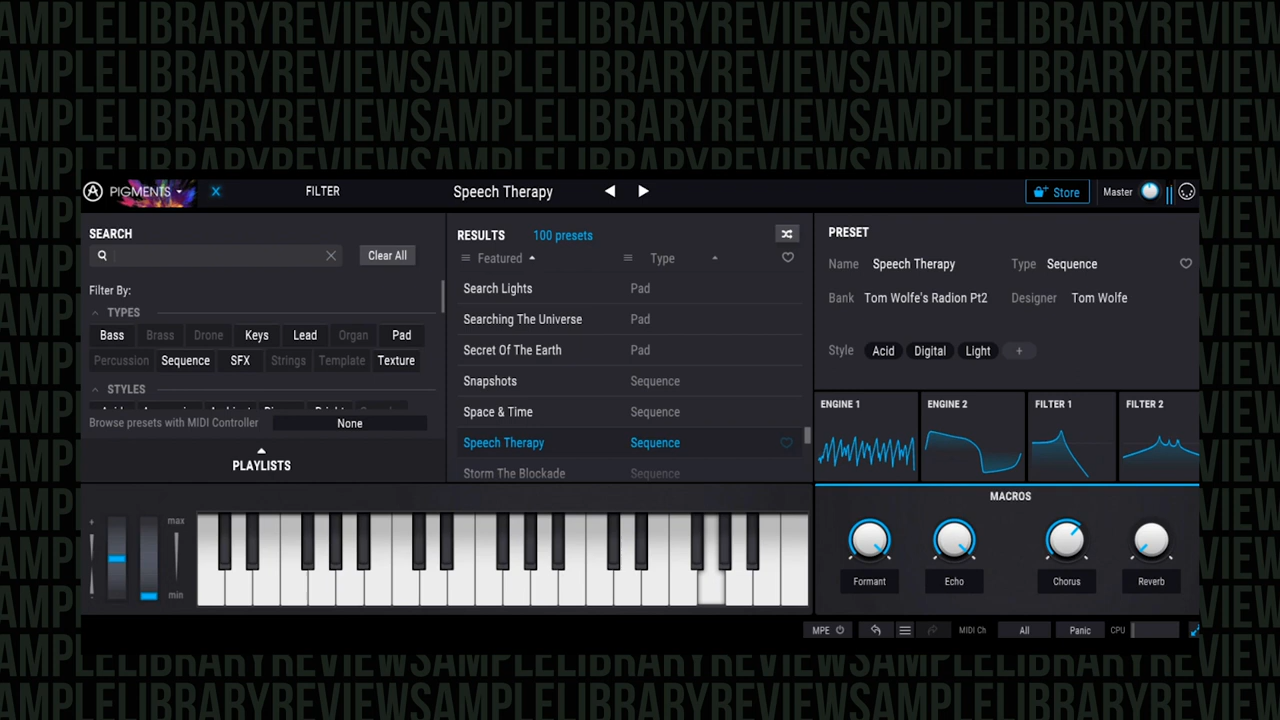 SAMPLELIBRARYREVIEW
PIGMENTS
X
FILTER
Speech Therapy
Store
Master
SEARCH
Clear All
Filter By:
TYPES
Bass Brass Drone Keys Lead Organ Pad
Percussion Sequence SFX Strings Template Texture
STYLES
Browse presets with MIDI Controller None
PLAYLISTS
RESULTS 100 presets
Featured Type
Search Lights Pad
Searching The Universe Pad
Secret Of The Earth Pad
Snapshots Sequence
Space & Time Sequence
Speech Therapy Sequence
Storm The Blockade Sequence
PRESET
Name Speech Therapy Type Sequence
Bank Tom Wolfe's Radion Pt2 Designer Tom Wolfe
Style Acid Digital Light +
ENGINE 1 ENGINE 2 FILTER 1 FILTER 2
MACROS
Formant Echo Chorus Reverb
+ max
- min
MPE MIDI Ch All Panic CPU